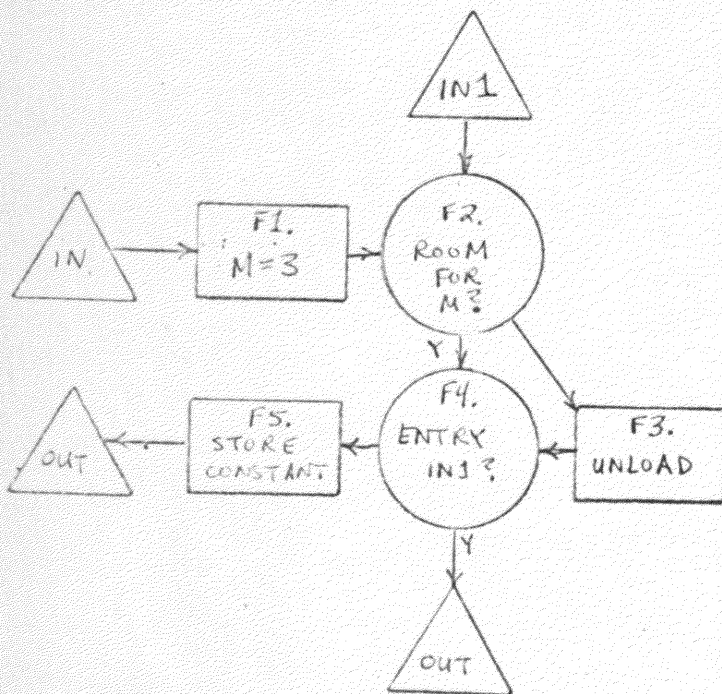 IN1
IN
F1.
M=3
F2.
ROOM
FOR
M?
Y
OUT
F5.
STORE
CONSTANT
F4.
ENTRY
IN1?
F3.
UNLOAD
Y
OUT